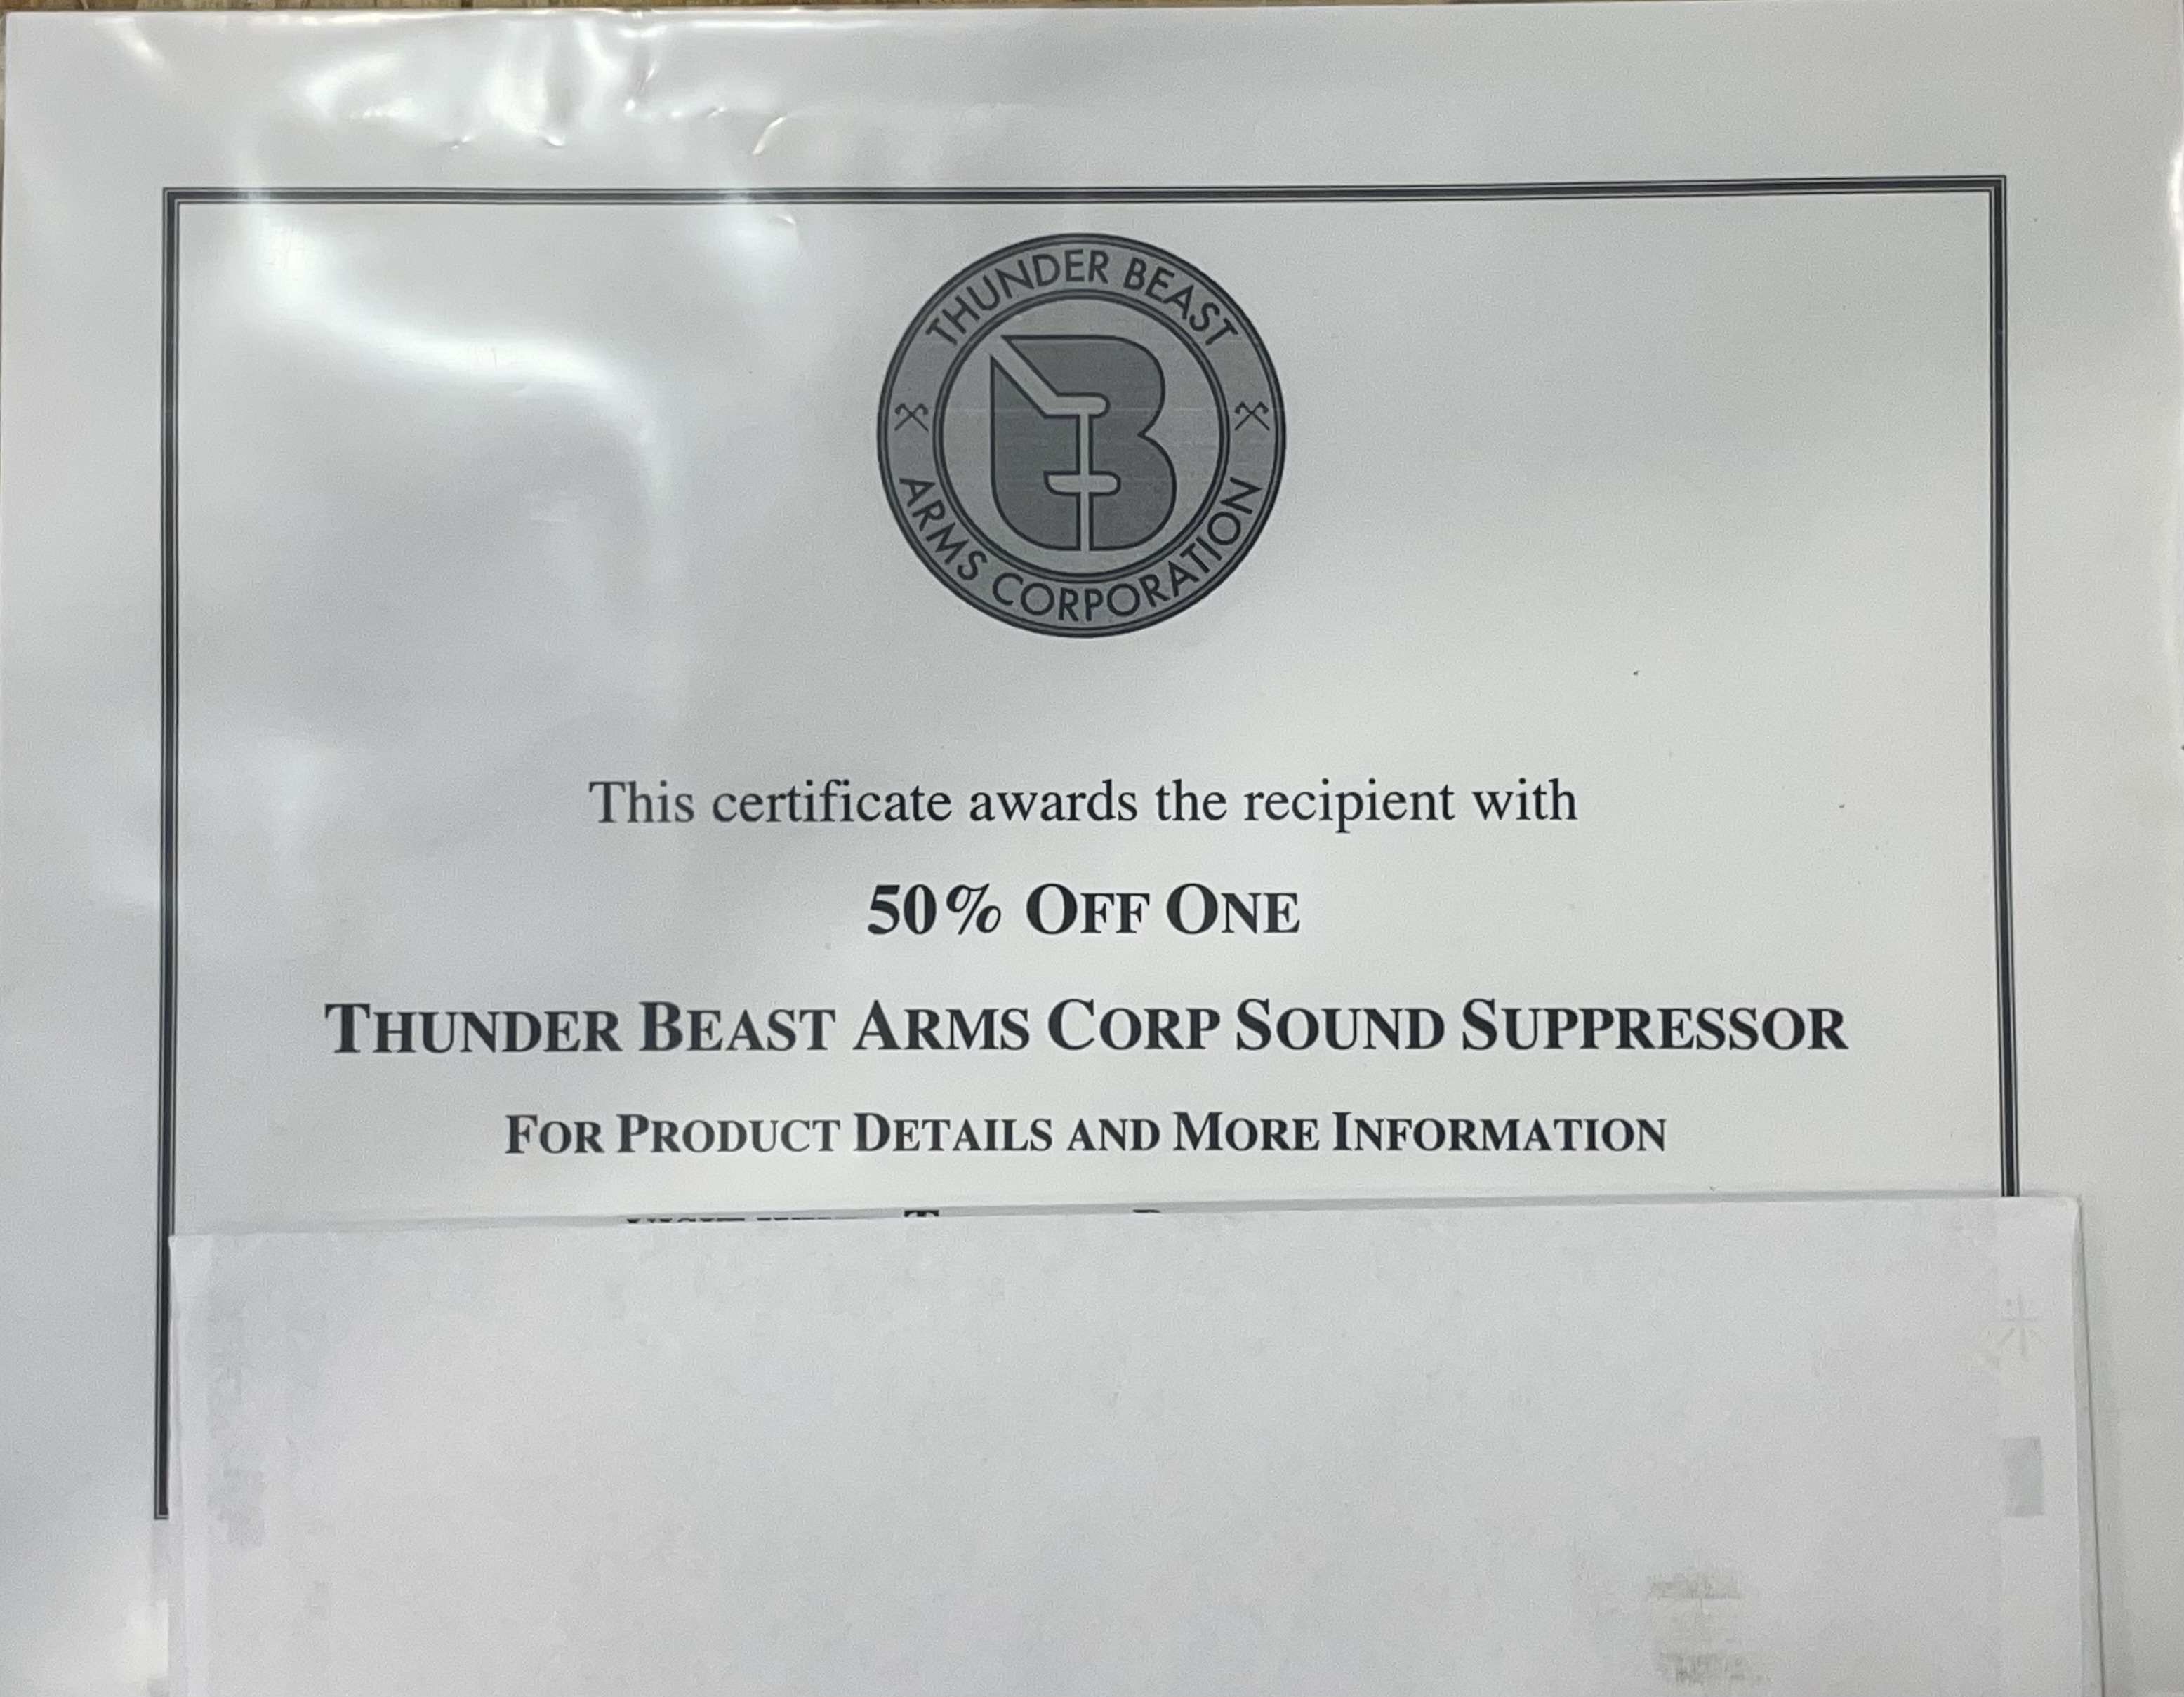 THUNDER BEAST
ARMS CORPORATION
This certificate awards the recipient with
50% OFF ONE
THUNDER BEAST ARMS CORP SOUND SUPPRESSOR
FOR PRODUCT DETAILS AND MORE INFORMATION